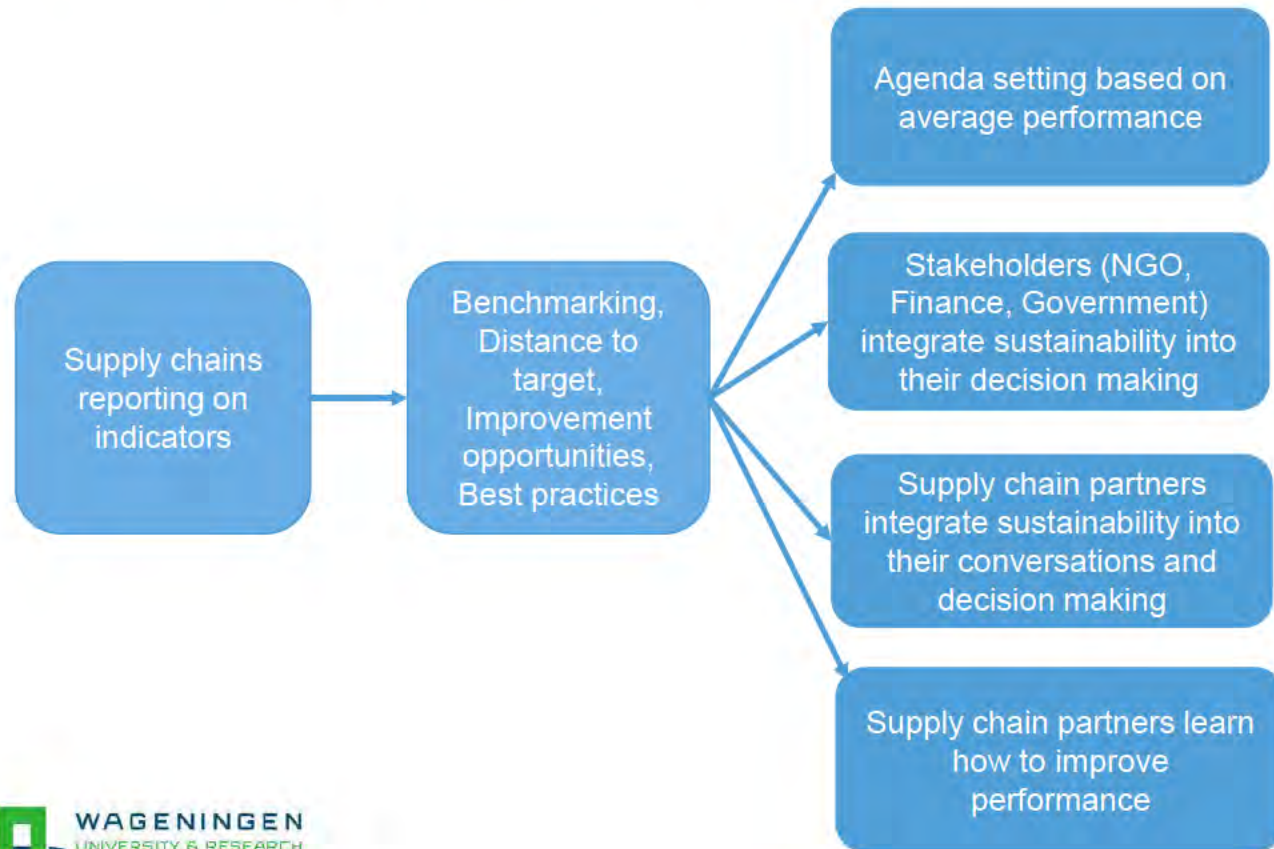 Supply chains
reporting on
indicators
Benchmarking,
Distance to
target,
Improvement
opportunities,
Best practices
Agenda setting based on
average performance
Stakeholders (NGO,
Finance, Government)
integrate sustainability into
their decision making
Supply chain partners
integrate sustainability into
their conversations and
decision making
Supply chain partners learn
how to improve
performance
WAGENINGEN
UNIVERSITY & RESEARCH